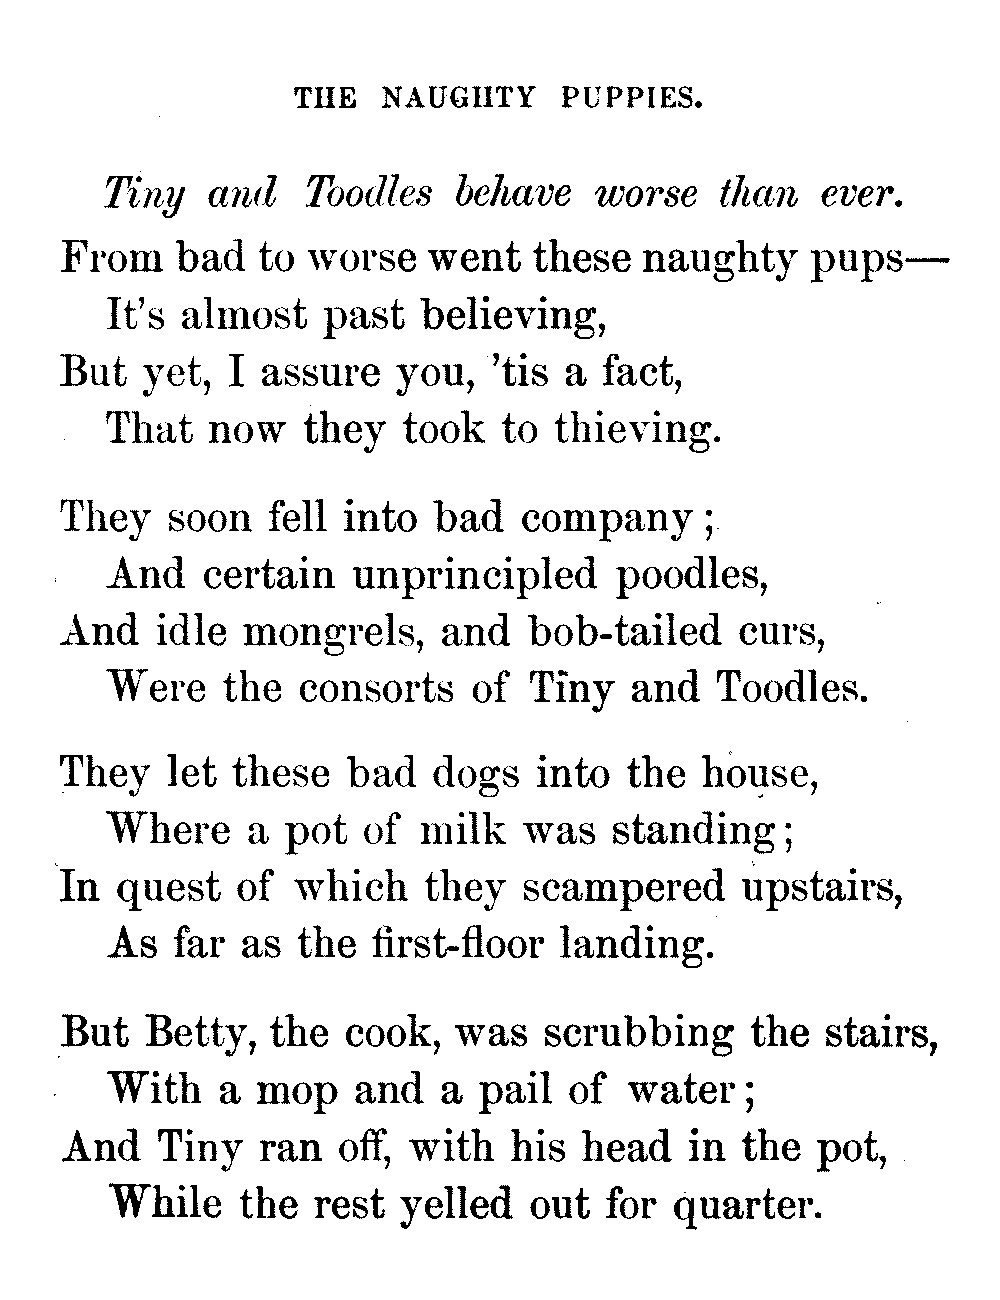 THE NAUGHTY PUPPIES.
Tiny and Toodles behave worse than ever.
From bad to worse went these naughty pups—
It's almost past believing,
But yet, I assure you, 'tis a fact,
That now they took to thieving.
They soon fell into bad company;
And certain unprincipled poodles,
And idle mongrels, and bob-tailed curs,
Were the consorts of Tiny and Toodles.
They let these bad dogs into the house,
Where a pot of milk was standing;
In quest of which they scampered upstairs,
As far as the first-floor landing.
But Betty, the cook, was scrubbing the stairs,
With a mop and a pail of water;
And Tiny ran off, with his head in the pot,
While the rest yelled out for quarter.